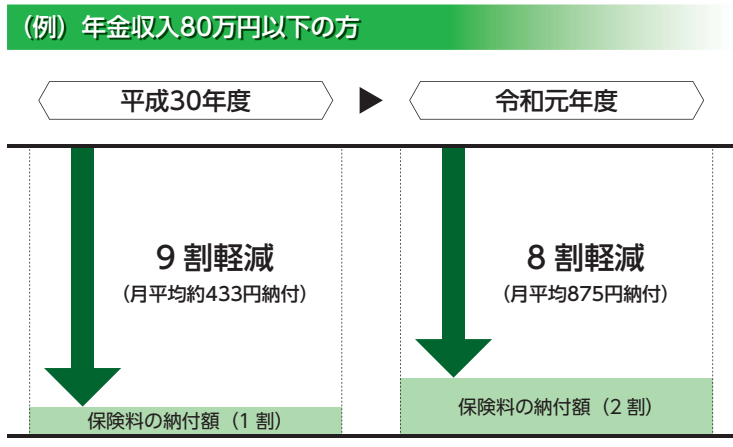 （例）年金収入80万円以下の方
平成30年度
▶
令和元年度
9割軽減
（月平均約433円納付）
8割軽減
（月平均875円納付）
保険料の納付額（1割）
保険料の納付額（2割）